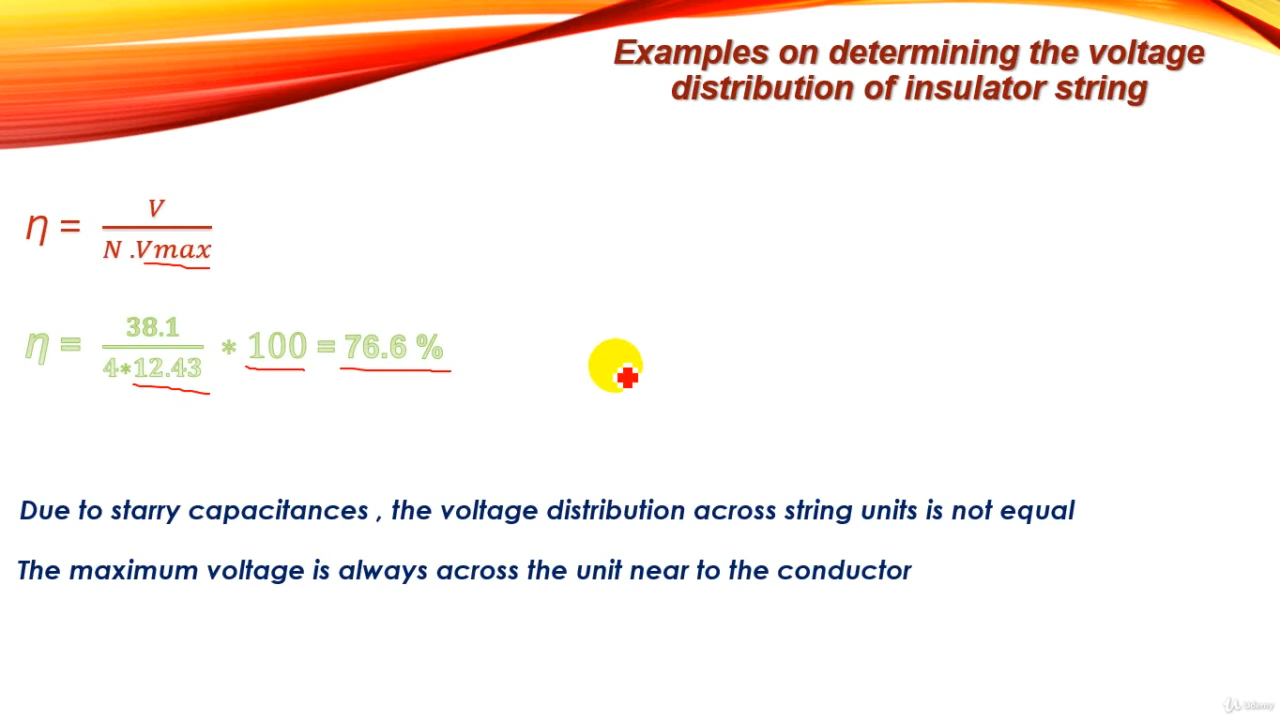 Examples on determining the voltage
distribution of insulator string
η = V / N .Vmax
η = 38.1 / 4*12.43 * 100 = 76.6 %
Due to starry capacitances , the voltage distribution across string units is not equal
The maximum voltage is always across the unit near to the conductor
Udemy